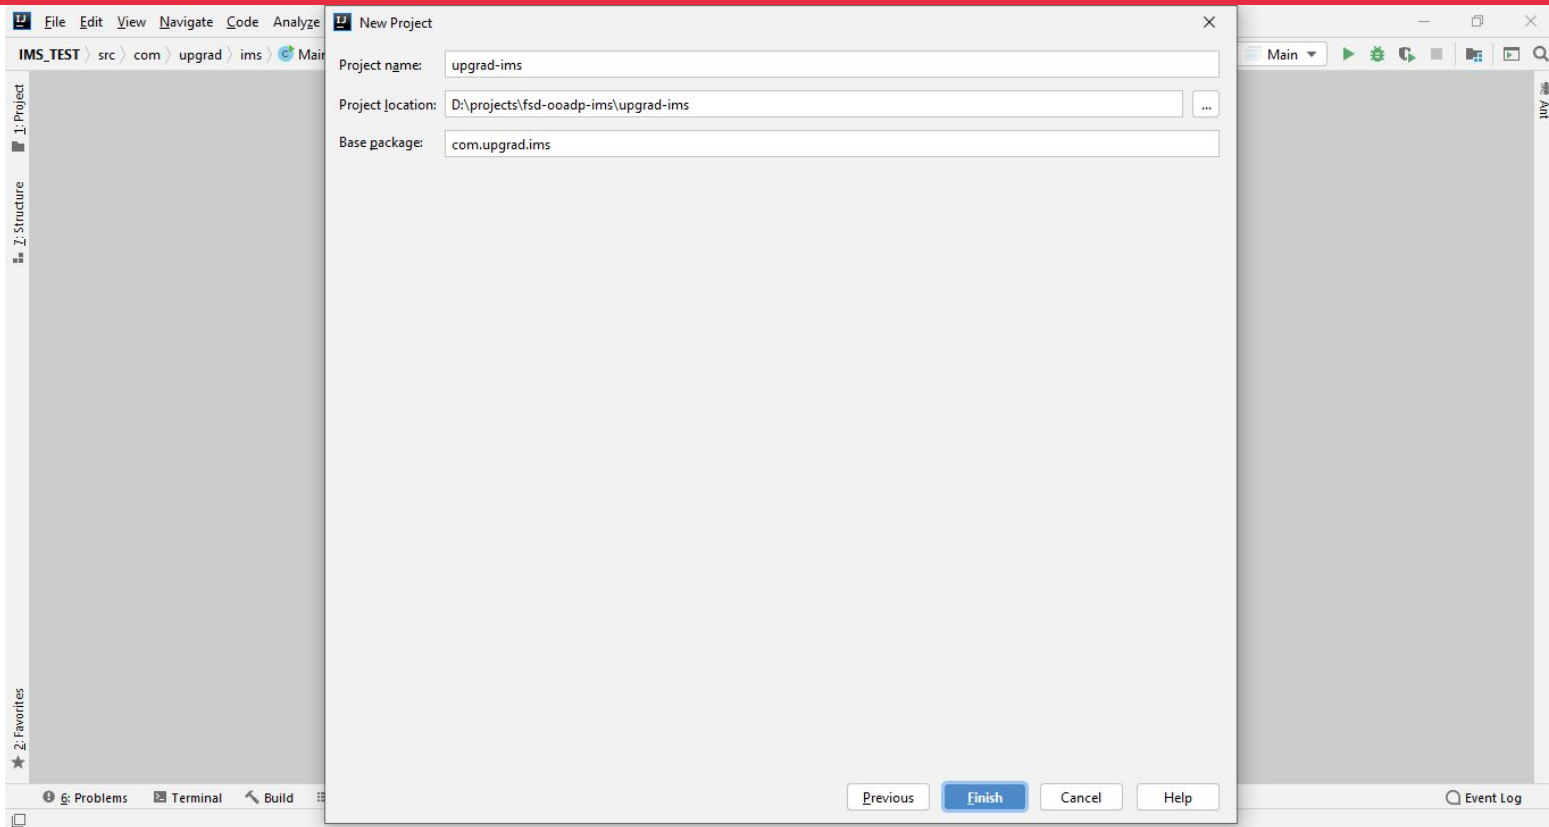 File Edit View Navigate Code Analyze
New Project
IMS_TEST src com upgrad ims Main
Project name: upgrad-ims
Main
Project location: D:\projects\fsd-ooadp-ims\upgrad-ims ...
Base package: com.upgrad.ims
1: Project
7: Structure
2: Favorites
Ant
Previous Finish Cancel Help
6: Problems Terminal Build
Event Log